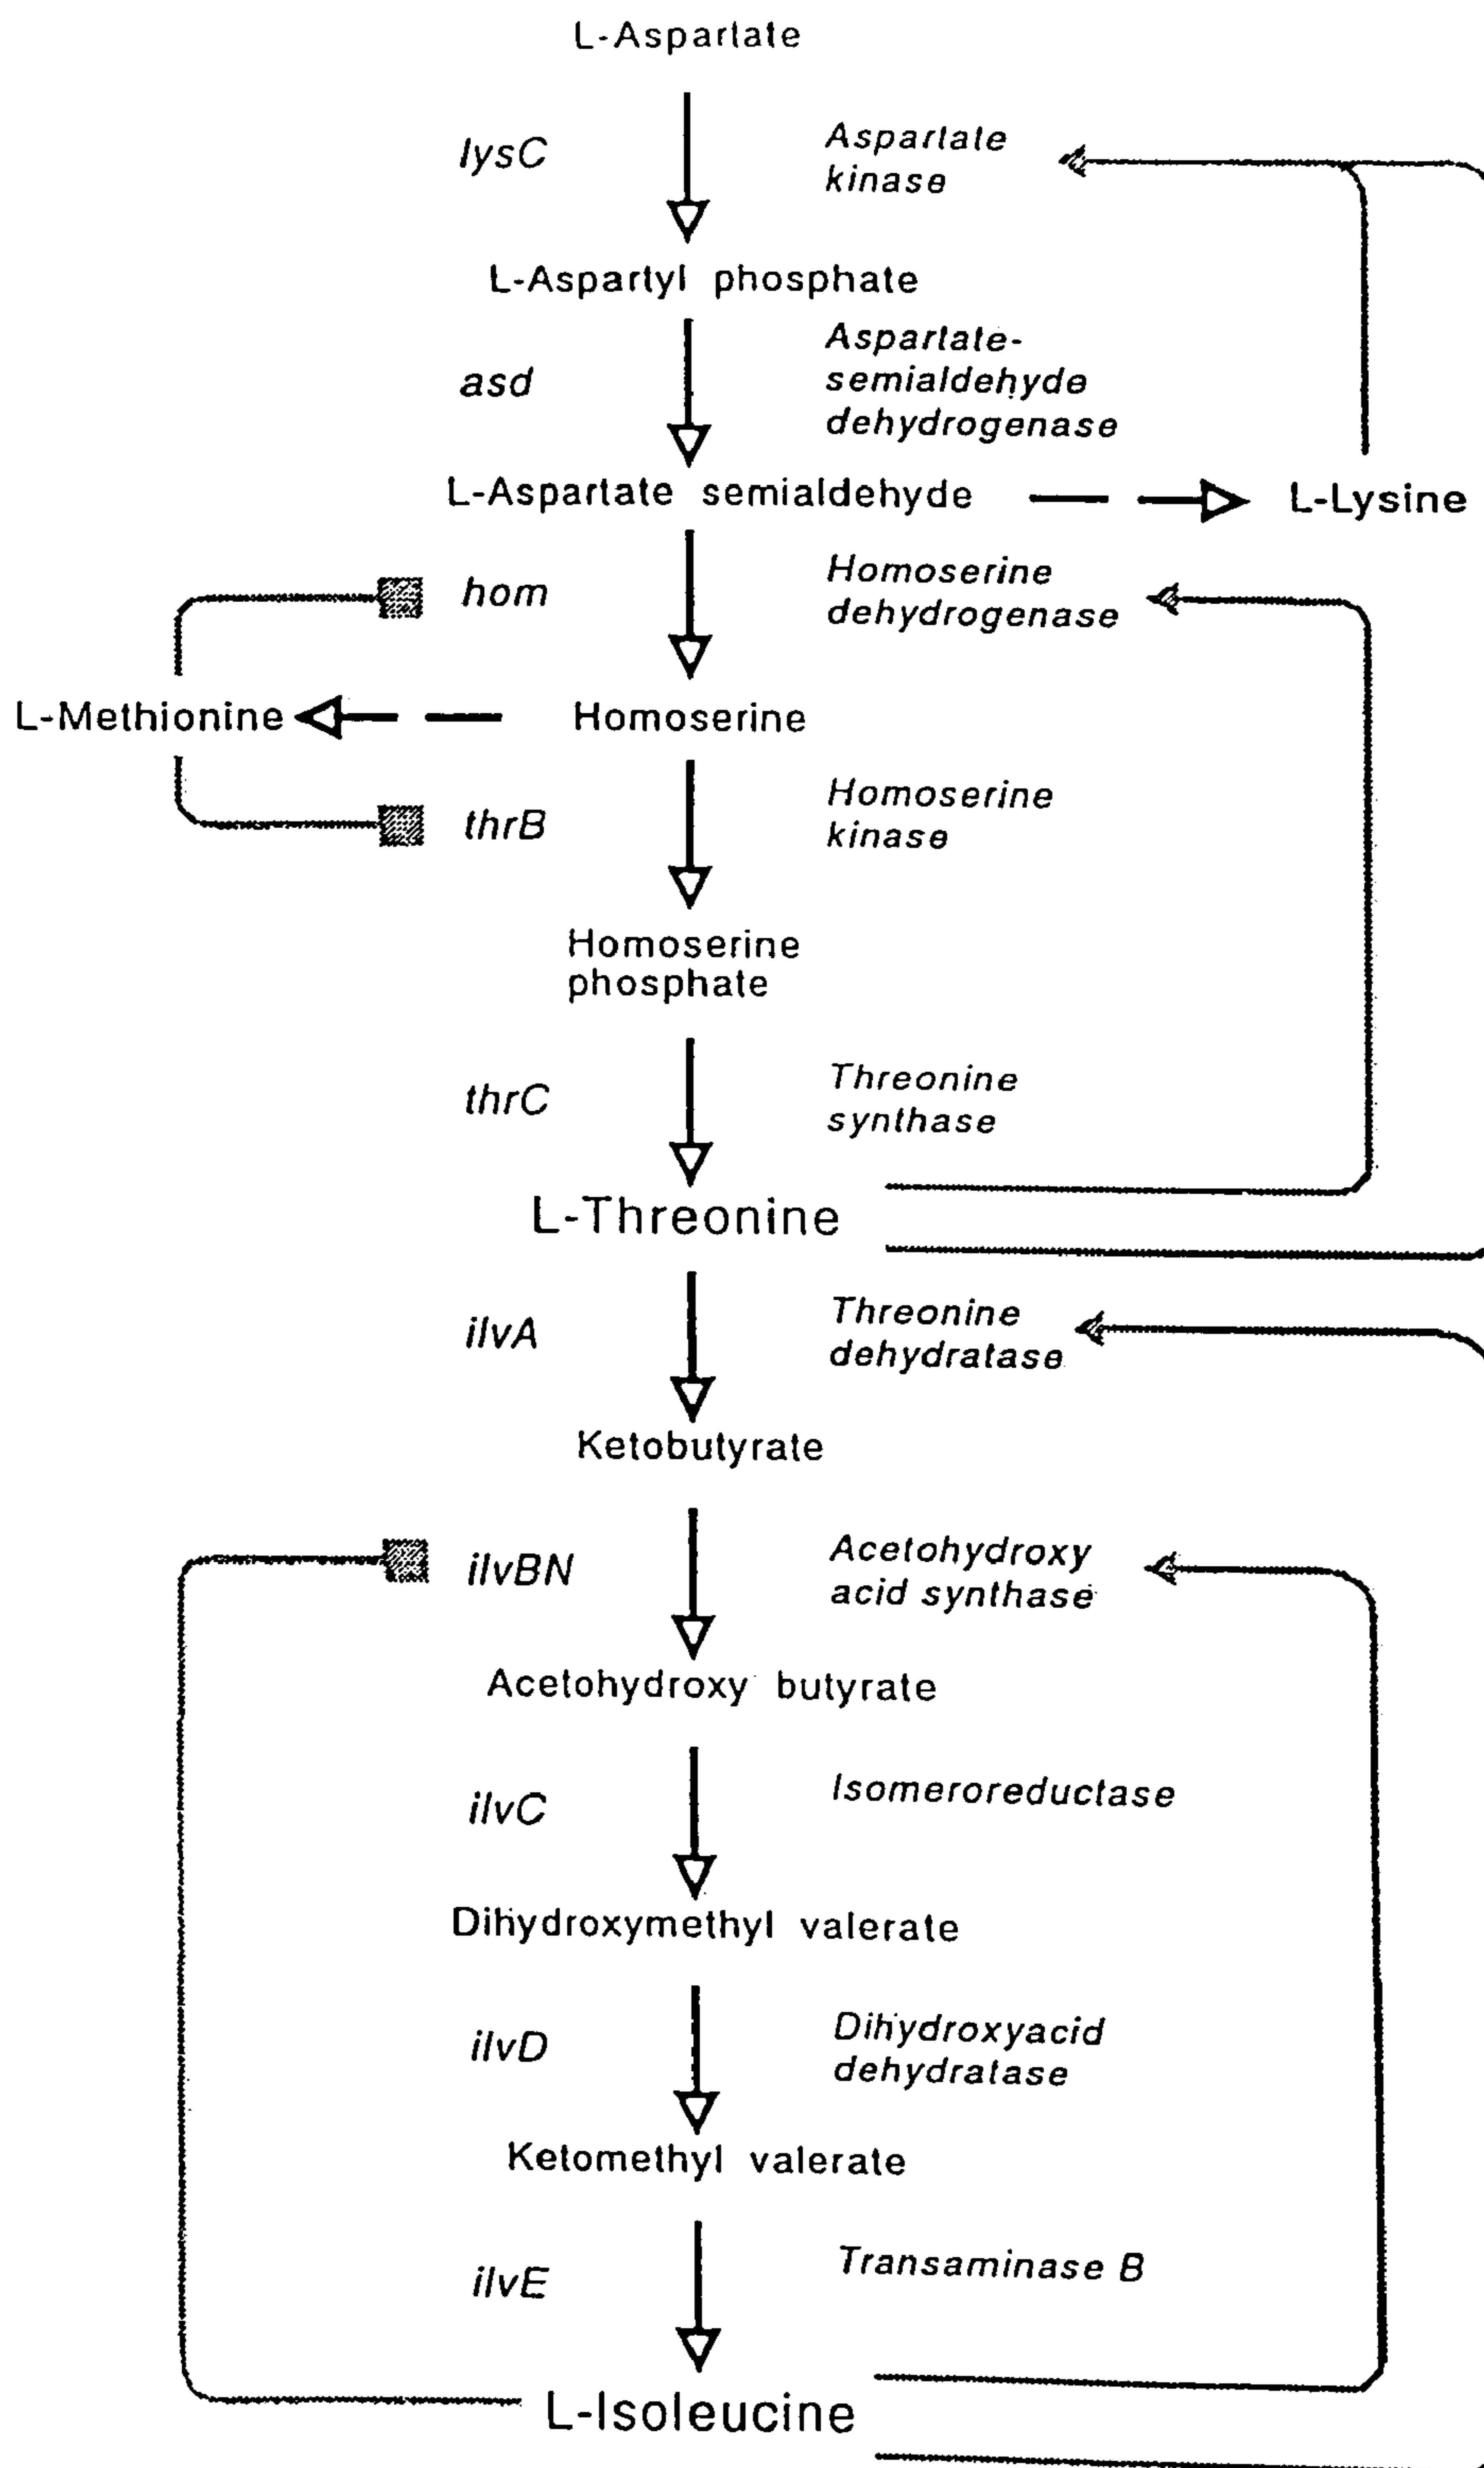 L-Aspartate
lysC
Aspartate
kinase
L-Aspartyl phosphate
asd
Aspartate-
semialdehyde
dehydrogenase
L-Aspartate semialdehyde
L-Lysine
hom
Homoserine
dehydrogenase
L-Methionine
Homoserine
thrB
Homoserine
kinase
Homoserine
phosphate
thrC
Threonine
synthase
L-Threonine
ilvA
Threonine
dehydratase
Ketobutyrate
ilvBN
Acetohydroxy
acid synthase
Acetohydroxy butyrate
ilvC
Isomeroreductase
Dihydroxymethyl valerate
ilvD
Dihydroxyacid
dehydratase
Ketomethyl valerate
ilvE
Transaminase B
L-Isoleucine